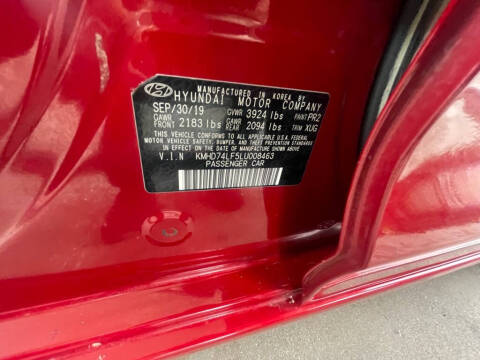 MANUFACTURED IN KOREA BY
HYUNDAI MOTOR COMPANY
SEP/30/19 GVWR 3924 lbs PAINT PR2
GAWR FRONT 2183 lbs GAWR REAR 2094 lbs TRIM XUG
THIS VEHICLE CONFORMS TO ALL APPLICABLE U.S.A. FEDERAL
MOTOR VEHICLE SAFETY, BUMPER, AND THEFT PREVENTION STANDARDS
IN EFFECT ON THE DATE OF MANUFACTURE SHOWN ABOVE.
V.I.N KMHD74LF5LU008463
PASSENGER CAR